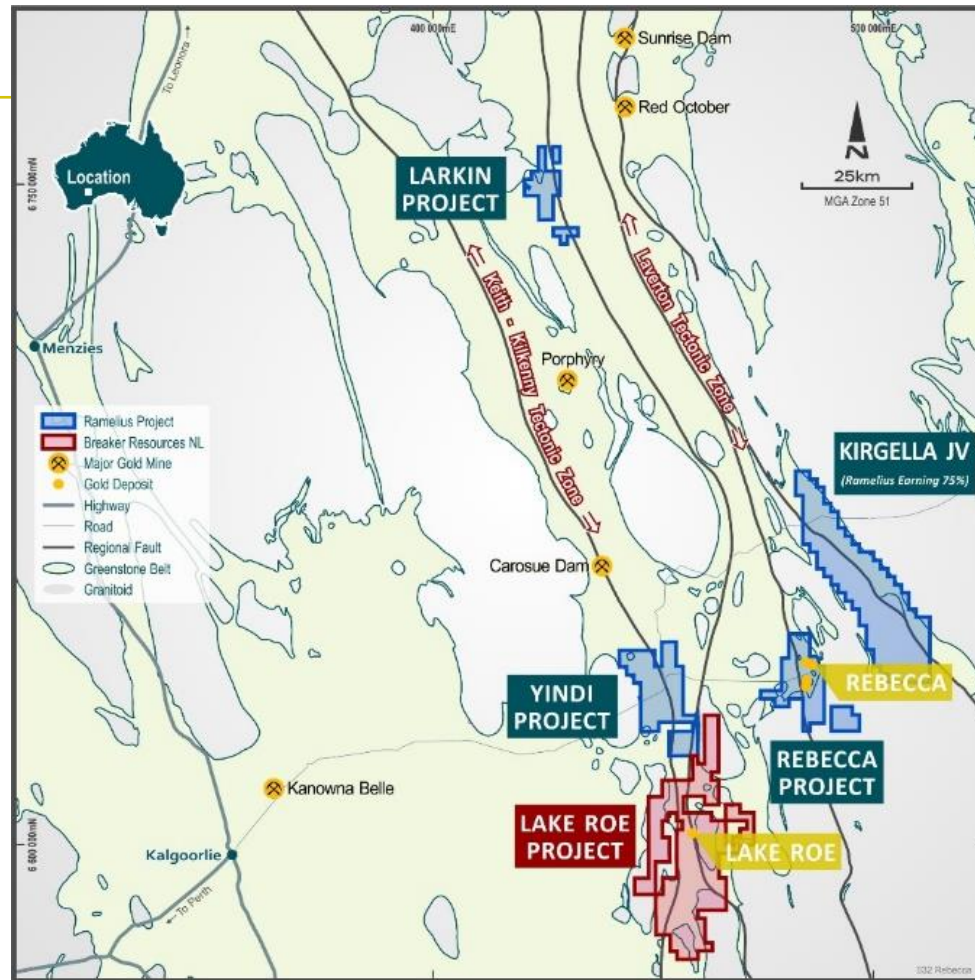 400 000mE
500 000mE
To Leonora
Sunrise Dam
Red October
N
25km
MGA Zone 51
Location
6 750 000mN
LARKIN
PROJECT
Keith - Kilkenny Tectonic Zone
Laverton Tectonic Zone
Menzies
Porphyry
Ramelius Project
Breaker Resources NL
Major Gold Mine
Gold Deposit
Highway
Road
Regional Fault
Greenstone Belt
Granitoid
KIRGELLA JV
(Ramelius Earning 75%)
Carosue Dam
YINDI
PROJECT
REBECCA
REBECCA
PROJECT
Kanowna Belle
LAKE ROE
PROJECT
LAKE ROE
6 600 000mN
Kalgoorlie
To Perth
532 Rebecca